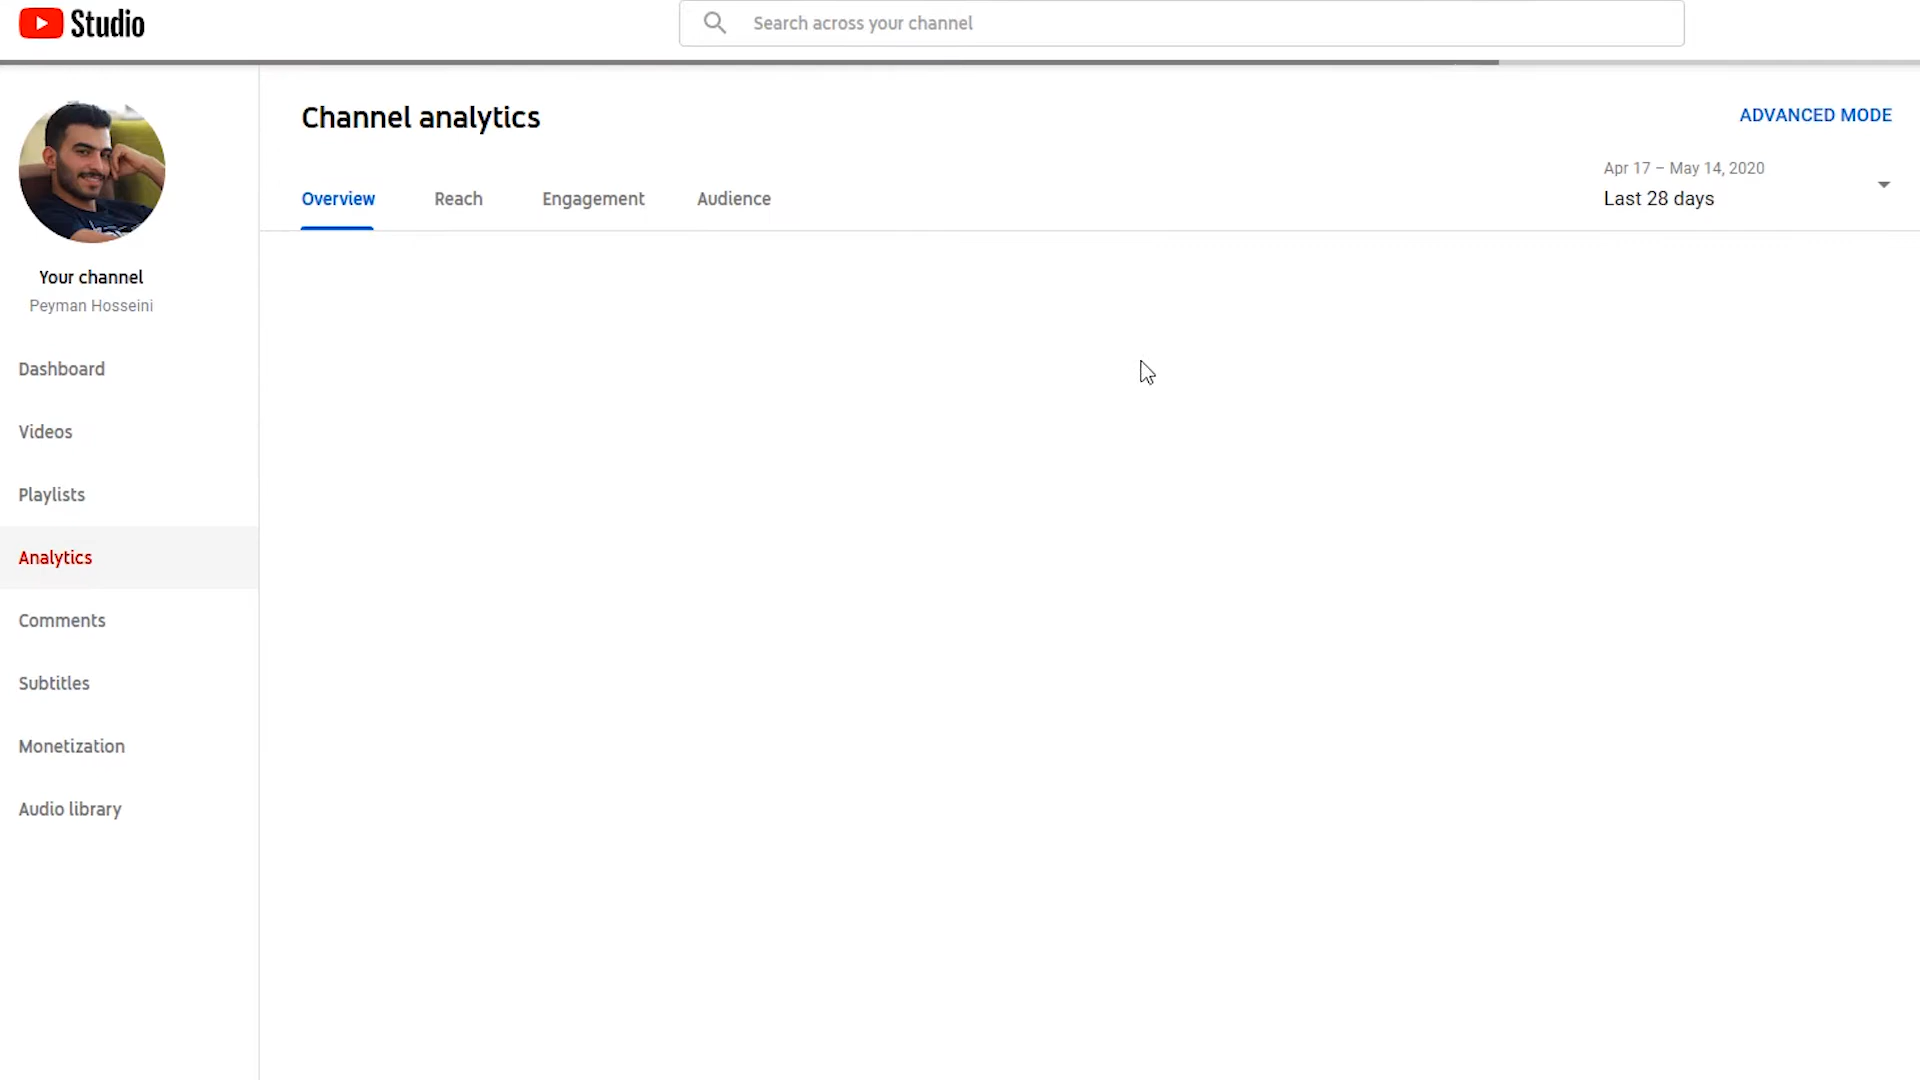 Studio
Search across your channel
Channel analytics
ADVANCED MODE
Apr 17 – May 14, 2020
Last 28 days
Overview
Reach
Engagement
Audience
Your channel
Peyman Hosseini
Dashboard
Videos
Playlists
Analytics
Comments
Subtitles
Monetization
Audio library